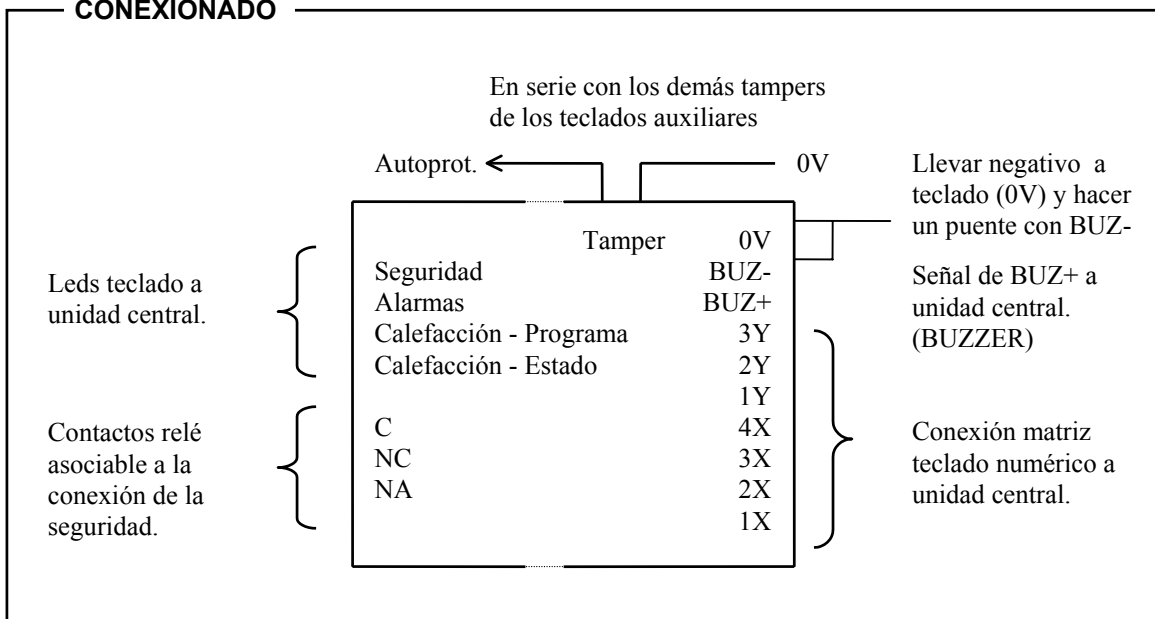 CONEXIONADO
En serie con los demás tampers
de los teclados auxiliares
Autoprot.
0V
Llevar negativo a
teclado (0V) y hacer
un puente con BUZ-
Señal de BUZ+ a
unidad central.
(BUZZER)
Leds teclado a
unidad central.
Tamper 0V
Seguridad BUZ-
Alarmas BUZ+
Calefacción - Programa 3Y
Calefacción - Estado 2Y
1Y
C 4X
NC 3X
NA 2X
1X
Contactos relé
asociable a la
conexión de la
seguridad.
Conexión matriz
teclado numérico a
unidad central.